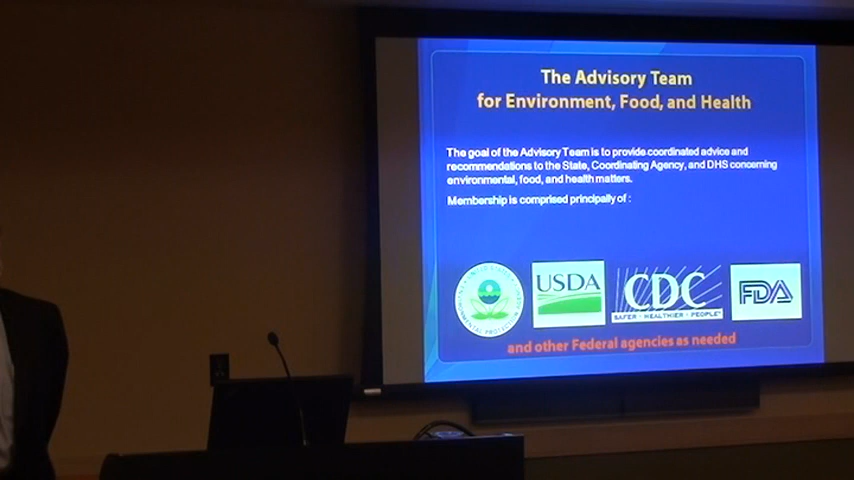 The Advisory Team
for Environment, Food, and Health
The goal of the Advisory Team is to provide coordinated advice and
recommendations to the State, Coordinating Agency, and DHS concerning
environmental, food, and health matters.
Membership is comprised principally of :
USDA
CDC
SAFER · HEALTHIER · PEOPLE™
FDA
and other Federal agencies as needed